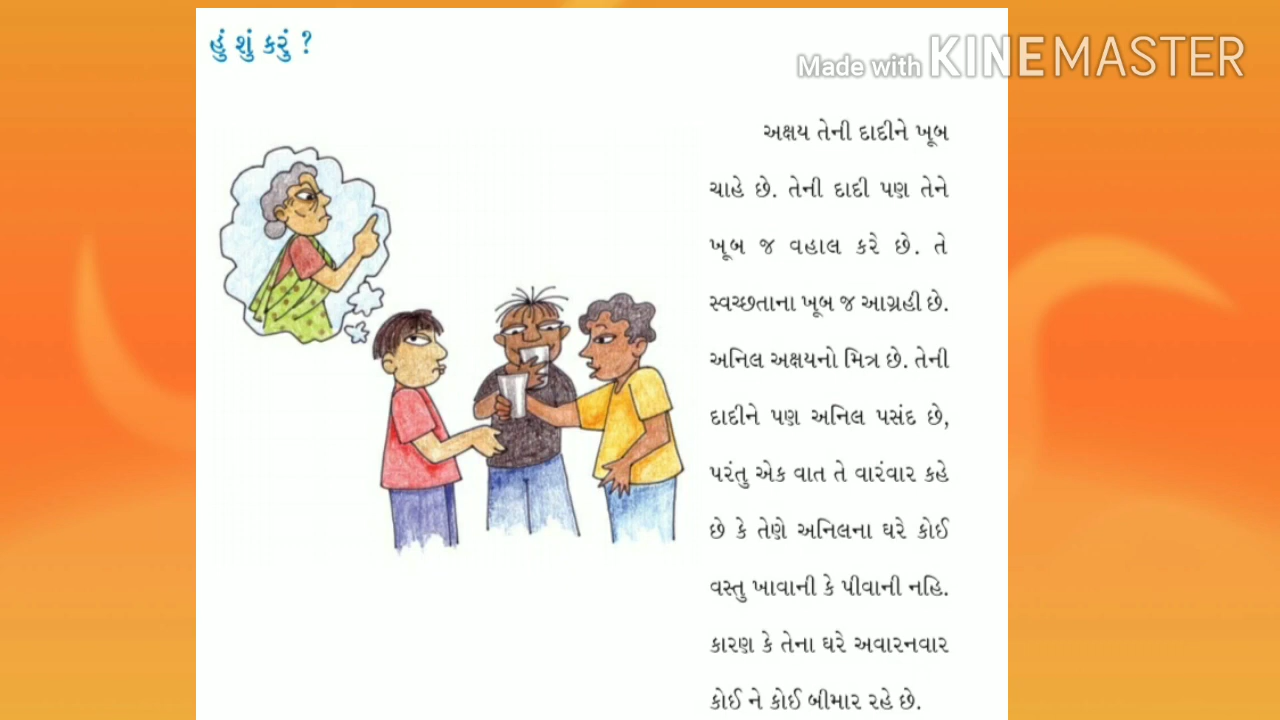 હું શું કરું ?
Made with KINEMASTER
અક્ષય તેની દાદીને ખૂબ
ચાહે છે. તેની દાદી પણ તેને
ખૂબ જ વહાલ કરે છે. તે
સ્વચ્છતાના ખૂબ જ આગ્રહી છે.
અનિલ અક્ષયનો મિત્ર છે. તેની
દાદીને પણ અનિલ પસંદ છે,
પરંતુ એક વાત તે વારંવાર કહે
છે કે તેણે અનિલના ઘરે કોઈ
વસ્તુ ખાવાની કે પીવાની નહિ.
કારણ કે તેના ઘરે અવારનવાર
કોઈ ને કોઈ બીમાર રહે છે.